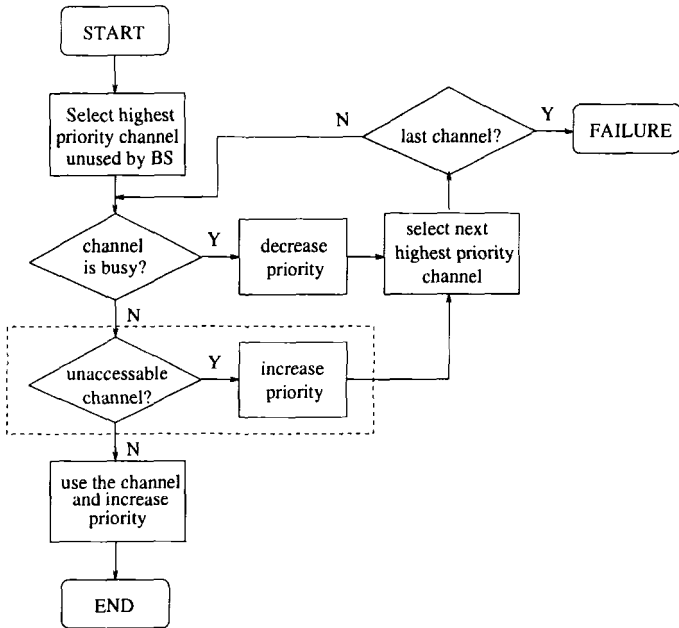 START
Select highest
priority channel
unused by BS
N
last channel?
Y
FAILURE
channel
is busy?
Y
decrease
priority
select next
highest priority
channel
N
unaccessable
channel?
Y
increase
priority
N
use the channel
and increase
priority
END